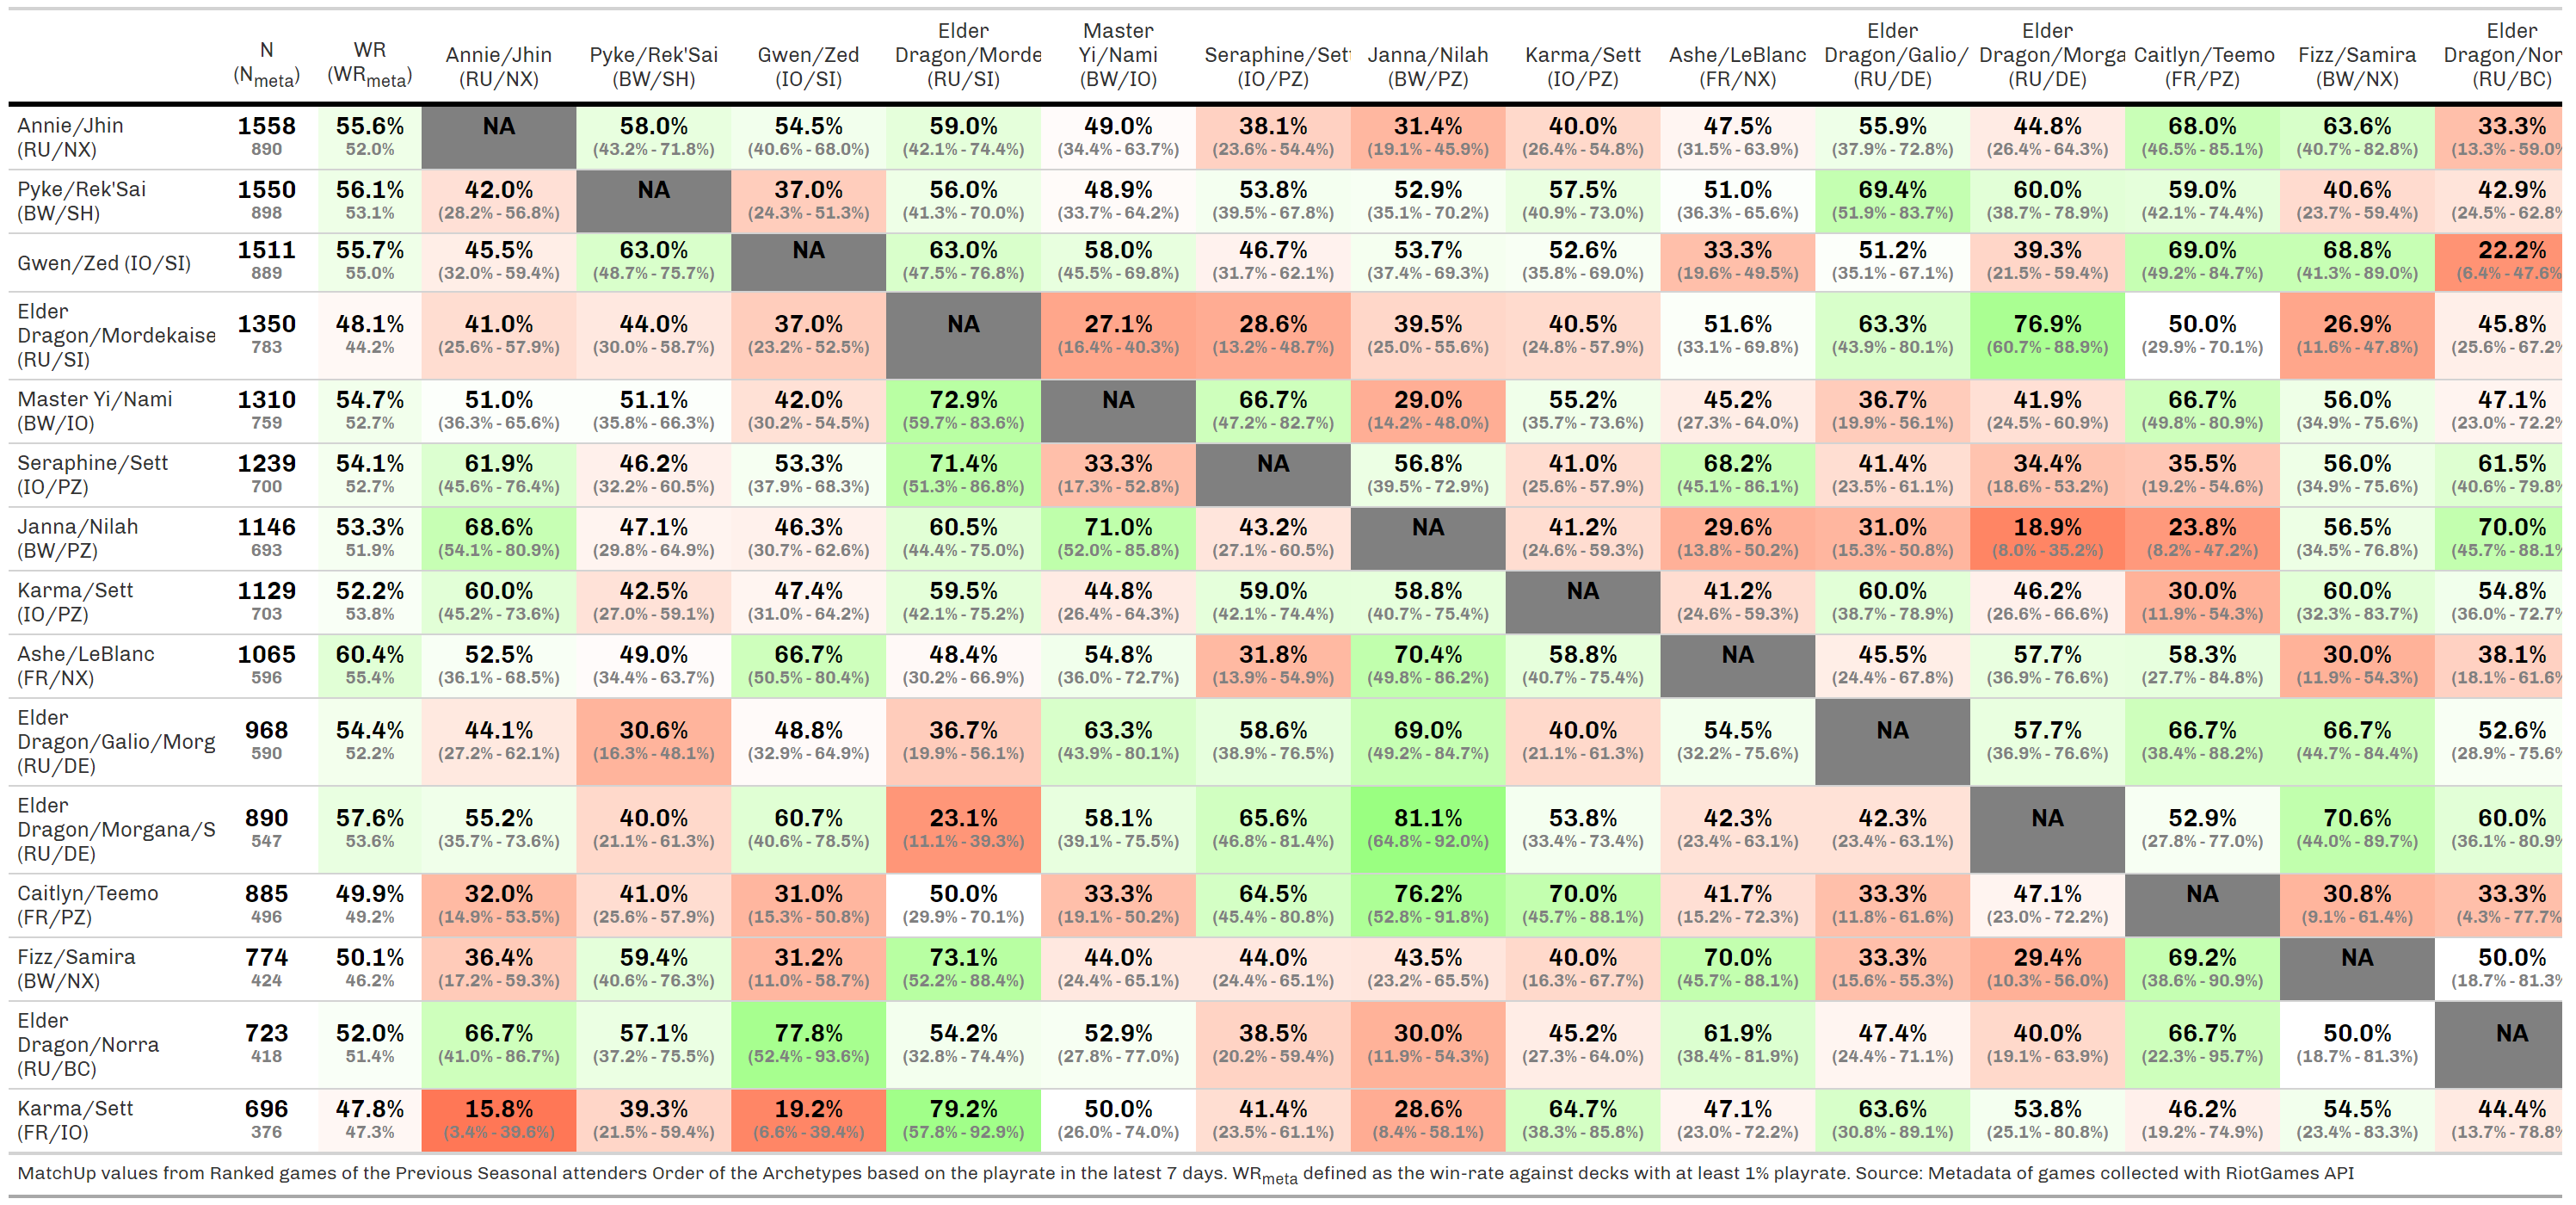 Elder Master Elder Elder Elder
N WR Annie/Jhin Pyke/Rek'Sai Gwen/Zed Dragon/Morde Yi/Nami Seraphine/Sett Janna/Nilah Karma/Sett Ashe/LeBlanc Dragon/Galio/ Dragon/Morga Caitlyn/Teemo Fizz/Samira Dragon/Nor
(Nmeta) (WRmeta) (RU/NX) (BW/SH) (IO/SI) (RU/SI) (BW/IO) (IO/PZ) (BW/PZ) (IO/PZ) (FR/NX) (RU/DE) (RU/DE) (FR/PZ) (BW/NX) (RU/BC)
Annie/Jhin 1558 55.6% NA 58.0% 54.5% 59.0% 49.0% 38.1% 31.4% 40.0% 47.5% 55.9% 44.8% 68.0% 63.6% 33.3%
(RU/NX) 890 52.0% (43.2% - 71.8%) (40.6% - 68.0%) (42.1% - 74.4%) (34.4% - 63.7%) (23.6% - 54.4%) (19.1% - 45.9%) (26.4% - 54.8%) (31.5% - 63.9%) (37.9% - 72.8%) (26.4% - 64.3%) (46.5% - 85.1%) (40.7% - 82.8%) (13.3% - 59.0%
Pyke/Rek'Sai 1550 56.1% 42.0% NA 37.0% 56.0% 48.9% 53.8% 52.9% 57.5% 51.0% 69.4% 60.0% 59.0% 40.6% 42.9%
(BW/SH) 898 53.1% (28.2% - 56.8%) (24.3% - 51.3%) (41.3% - 70.0%) (33.7% - 64.2%) (39.5% - 67.8%) (35.1% - 70.2%) (40.9% - 73.0%) (36.3% - 65.6%) (51.9% - 83.7%) (38.7% - 78.9%) (42.1% - 74.4%) (23.7% - 59.4%) (24.5% - 62.8%
Gwen/Zed (IO/SI) 1511 55.7% 45.5% 63.0% NA 63.0% 58.0% 46.7% 53.7% 52.6% 33.3% 51.2% 39.3% 69.0% 68.8% 22.2%
889 55.0% (32.0% - 59.4%) (48.7% - 75.7%) (47.5% - 76.8%) (45.5% - 69.8%) (31.7% - 62.1%) (37.4% - 69.3%) (35.8% - 69.0%) (19.6% - 49.5%) (35.1% - 67.1%) (21.5% - 59.4%) (49.2% - 84.7%) (41.3% - 89.0%) (6.4% - 47.6%
Elder
Dragon/Mordekaise 1350 48.1% 41.0% 44.0% 37.0% NA 27.1% 28.6% 39.5% 40.5% 51.6% 63.3% 76.9% 50.0% 26.9% 45.8%
(RU/SI) 783 44.2% (25.6% - 57.9%) (30.0% - 58.7%) (23.2% - 52.5%) (16.4% - 40.3%) (13.2% - 48.7%) (25.0% - 55.6%) (24.8% - 57.9%) (33.1% - 69.8%) (43.9% - 80.1%) (60.7% - 88.9%) (29.9% - 70.1%) (11.6% - 47.8%) (25.6% - 67.2%
Master Yi/Nami 1310 54.7% 51.0% 51.1% 42.0% 72.9% NA 66.7% 29.0% 55.2% 45.2% 36.7% 41.9% 66.7% 56.0% 47.1%
(BW/IO) 759 52.7% (36.3% - 65.6%) (35.8% - 66.3%) (30.2% - 54.5%) (59.7% - 83.6%) (47.2% - 82.7%) (14.2% - 48.0%) (35.7% - 73.6%) (27.3% - 64.0%) (19.9% - 56.1%) (24.5% - 60.9%) (49.8% - 80.9%) (34.9% - 75.6%) (23.0% - 72.2%
Seraphine/Sett 1239 54.1% 61.9% 46.2% 53.3% 71.4% 33.3% NA 56.8% 41.0% 68.2% 41.4% 34.4% 35.5% 56.0% 61.5%
(IO/PZ) 700 52.7% (45.6% - 76.4%) (32.2% - 60.5%) (37.9% - 68.3%) (51.3% - 86.8%) (17.3% - 52.8%) (39.5% - 72.9%) (25.6% - 57.9%) (45.1% - 86.1%) (23.5% - 61.1%) (18.6% - 53.2%) (19.2% - 54.6%) (34.9% - 75.6%) (40.6% - 79.8%
Janna/Nilah 1146 53.3% 68.6% 47.1% 46.3% 60.5% 71.0% 43.2% NA 41.2% 29.6% 31.0% 18.9% 23.8% 56.5% 70.0%
(BW/PZ) 693 51.9% (54.1% - 80.9%) (29.8% - 64.9%) (30.7% - 62.6%) (44.4% - 75.0%) (52.0% - 85.8%) (27.1% - 60.5%) (24.6% - 59.3%) (13.8% - 50.2%) (15.3% - 50.8%) (8.0% - 35.2%) (8.2% - 47.2%) (34.5% - 76.8%) (45.7% - 88.1%
Karma/Sett 1129 52.2% 60.0% 42.5% 47.4% 59.5% 44.8% 59.0% 58.8% NA 41.2% 60.0% 46.2% 30.0% 60.0% 54.8%
(IO/PZ) 703 53.8% (45.2% - 73.6%) (27.0% - 59.1%) (31.0% - 64.2%) (42.1% - 75.2%) (26.4% - 64.3%) (42.1% - 74.4%) (40.7% - 75.4%) (24.6% - 59.3%) (38.7% - 78.9%) (26.6% - 66.6%) (11.9% - 54.3%) (32.3% - 83.7%) (36.0% - 72.7%
Ashe/LeBlanc 1065 60.4% 52.5% 49.0% 66.7% 48.4% 54.8% 31.8% 70.4% 58.8% NA 45.5% 57.7% 58.3% 30.0% 38.1%
(FR/NX) 596 55.4% (36.1% - 68.5%) (34.4% - 63.7%) (50.5% - 80.4%) (30.2% - 66.9%) (36.0% - 72.7%) (13.9% - 54.9%) (49.8% - 86.2%) (40.7% - 75.4%) (24.4% - 67.8%) (36.9% - 76.6%) (27.7% - 84.8%) (11.9% - 54.3%) (18.1% - 61.6%
Elder
Dragon/Galio/Morg 968 54.4% 44.1% 30.6% 48.8% 36.7% 63.3% 58.6% 69.0% 40.0% 54.5% NA 57.7% 66.7% 66.7% 52.6%
(RU/DE) 590 52.2% (27.2% - 62.1%) (16.3% - 48.1%) (32.9% - 64.9%) (19.9% - 56.1%) (43.9% - 80.1%) (38.9% - 76.5%) (49.2% - 84.7%) (21.1% - 61.3%) (32.2% - 75.6%) (36.9% - 76.6%) (38.4% - 88.2%) (44.7% - 84.4%) (28.9% - 75.6%
Elder
Dragon/Morgana/S 890 57.6% 55.2% 40.0% 60.7% 23.1% 58.1% 65.6% 81.1% 53.8% 42.3% 42.3% NA 52.9% 70.6% 60.0%
(RU/DE) 547 53.6% (35.7% - 73.6%) (21.1% - 61.3%) (40.6% - 78.5%) (11.1% - 39.3%) (39.1% - 75.5%) (46.8% - 81.4%) (64.8% - 92.0%) (33.4% - 73.4%) (23.4% - 63.1%) (23.4% - 63.1%) (27.8% - 77.0%) (44.0% - 89.7%) (36.1% - 80.9%
Caitlyn/Teemo 885 49.9% 32.0% 41.0% 31.0% 50.0% 33.3% 64.5% 76.2% 70.0% 41.7% 33.3% 47.1% NA 30.8% 33.3%
(FR/PZ) 496 49.2% (14.9% - 53.5%) (25.6% - 57.9%) (15.3% - 50.8%) (29.9% - 70.1%) (19.1% - 50.2%) (45.4% - 80.8%) (52.8% - 91.8%) (45.7% - 88.1%) (15.2% - 72.3%) (11.8% - 61.6%) (23.0% - 72.2%) (9.1% - 61.4%) (4.3% - 77.7%
Fizz/Samira 774 50.1% 36.4% 59.4% 31.2% 73.1% 44.0% 44.0% 43.5% 40.0% 70.0% 33.3% 29.4% 69.2% NA 50.0%
(BW/NX) 424 46.2% (17.2% - 59.3%) (40.6% - 76.3%) (11.0% - 58.7%) (52.2% - 88.4%) (24.4% - 65.1%) (24.4% - 65.1%) (23.2% - 65.5%) (16.3% - 67.7%) (45.7% - 88.1%) (15.6% - 55.3%) (10.3% - 56.0%) (38.6% - 90.9%) (18.7% - 81.3%
Elder
Dragon/Norra 723 52.0% 66.7% 57.1% 77.8% 54.2% 52.9% 38.5% 30.0% 45.2% 61.9% 47.4% 40.0% 66.7% 50.0% NA
(RU/BC) 418 51.4% (41.0% - 86.7%) (37.2% - 75.5%) (52.4% - 93.6%) (32.8% - 74.4%) (27.8% - 77.0%) (20.2% - 59.4%) (11.9% - 54.3%) (27.3% - 64.0%) (38.4% - 81.9%) (24.4% - 71.1%) (19.1% - 63.9%) (22.3% - 95.7%) (18.7% - 81.3%)
Karma/Sett 696 47.8% 15.8% 39.3% 19.2% 79.2% 50.0% 41.4% 28.6% 64.7% 47.1% 63.6% 53.8% 46.2% 54.5% 44.4%
(FR/IO) 376 47.3% (3.4% - 39.6%) (21.5% - 59.4%) (6.6% - 39.4%) (57.8% - 92.9%) (26.0% - 74.0%) (23.5% - 61.1%) (8.4% - 58.1%) (38.3% - 85.8%) (23.0% - 72.2%) (30.8% - 89.1%) (25.1% - 80.8%) (19.2% - 74.9%) (23.4% - 83.3%) (13.7% - 78.8%
MatchUp values from Ranked games of the Previous Seasonal attenders Order of the Archetypes based on the playrate in the latest 7 days. WRmeta defined as the win-rate against decks with at least 1% playrate. Source: Metadata of games collected with RiotGames API